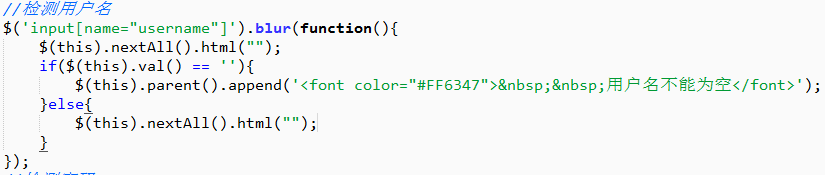 //检测用户名
$('input[name="username"]').blur(function(){
    $(this).nextAll().html("");
    if($(this).val() == ''){
        $(this).parent().append('<font color="#FF6347">&nbsp;&nbsp;用户名不能为空</font>');
    }else{
        $(this).nextAll().html("");
    }
});